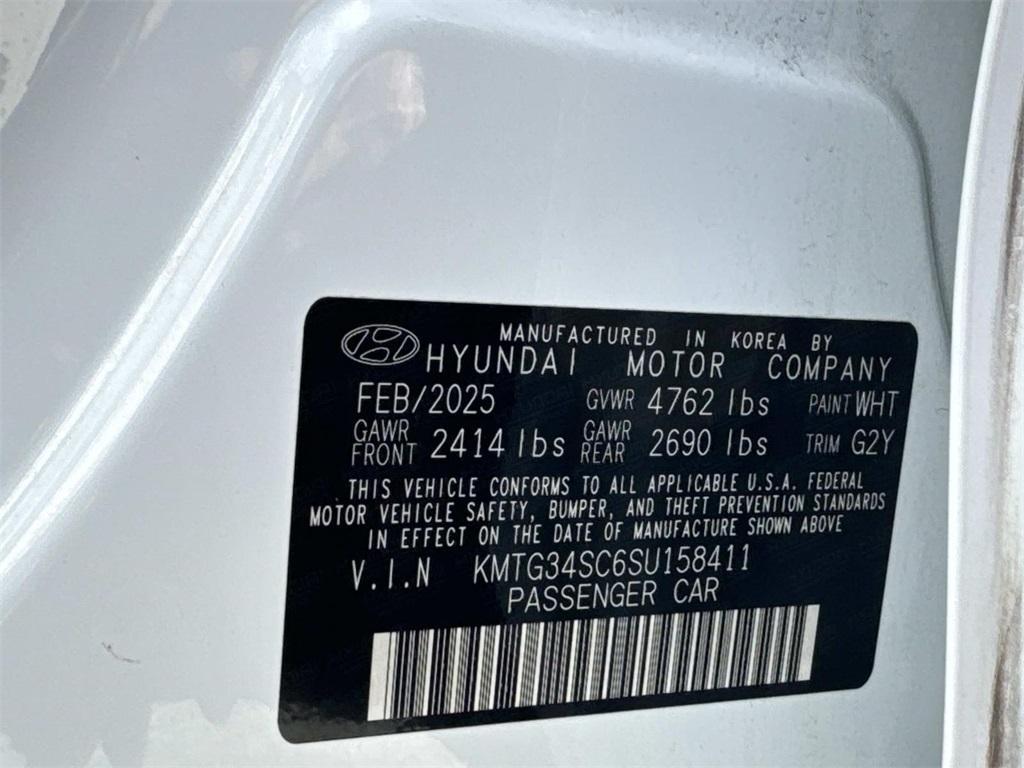 MANUFACTURED IN KOREA BY
HYUNDAI MOTOR COMPANY
FEB/2025 GVWR 4762 lbs PAINT WHT
GAWR FRONT 2414 lbs GAWR REAR 2690 lbs TRIM G2Y
THIS VEHICLE CONFORMS TO ALL APPLICABLE U.S.A. FEDERAL
MOTOR VEHICLE SAFETY, BUMPER, AND THEFT PREVENTION STANDARDS
IN EFFECT ON THE DATE OF MANUFACTURE SHOWN ABOVE
V.I.N KMTG34SC6SU158411
PASSENGER CAR